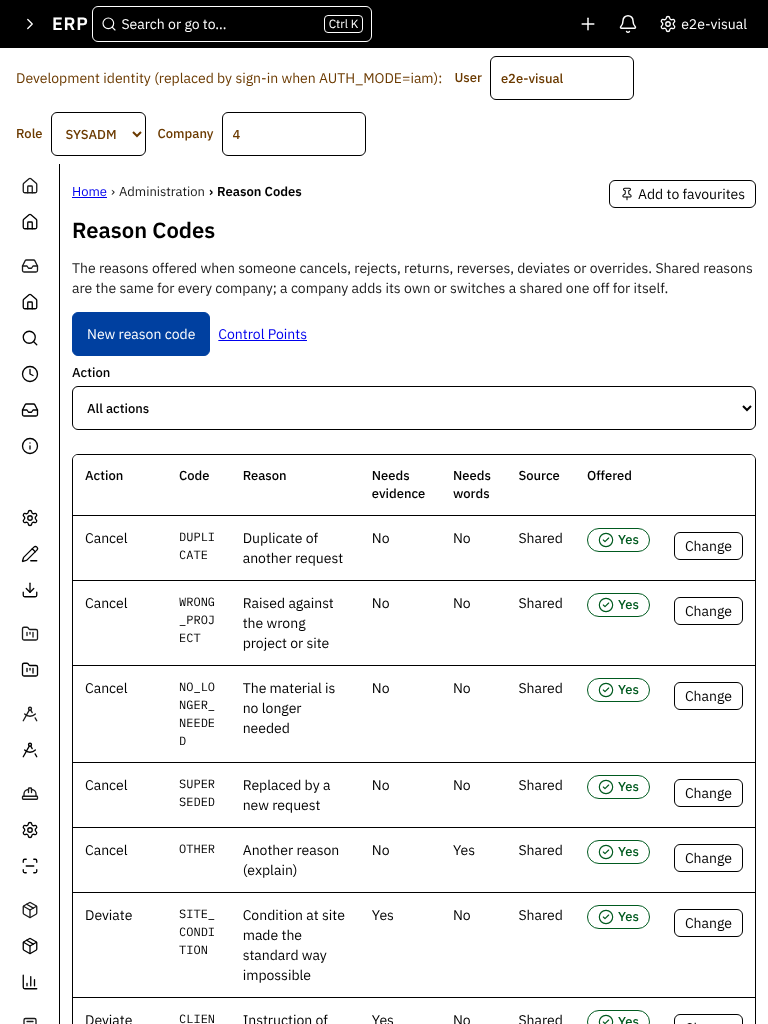 ERP Search or go to... Ctrl K e2e-visual
Development identity (replaced by sign-in when AUTH_MODE=iam): User e2e-visual
Role SYSADM Company 4
Home › Administration › Reason Codes
Add to favourites
Reason Codes
The reasons offered when someone cancels, rejects, returns, reverses, deviates or overrides. Shared reasons
are the same for every company; a company adds its own or switches a shared one off for itself.
New reason code Control Points
Action
All actions
Action Code Reason Needs Needs Source Offered
evidence words
Cancel DUPLI Duplicate of No No Shared Yes Change
CATE another request
Cancel WRONG Raised against No No Shared Yes Change
_PROJ the wrong
ECT project or site
Cancel NO_LO The material is No No Shared Yes Change
NGER_ no longer
NEEDE needed
D
Cancel SUPER Replaced by a No No Shared Yes Change
SEDED new request
Cancel OTHER Another reason No Yes Shared Yes Change
(explain)
Deviate SITE_ Condition at site Yes No Shared Yes Change
CONDI made the
TION standard way
impossible
Deviate CLIEN Instruction of Yes No Shared Yes